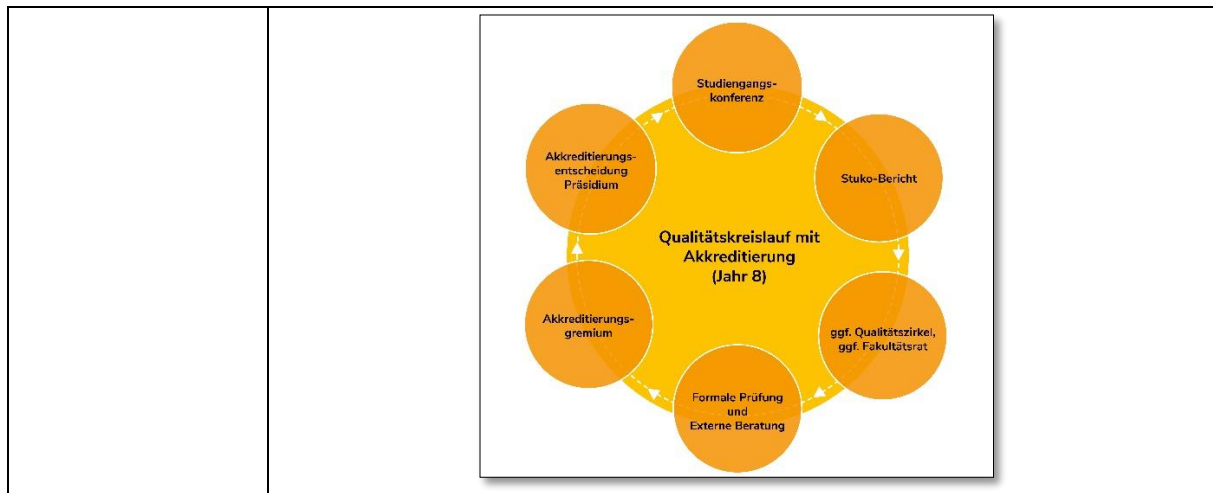 Studiengangs-
konferenz
Stuko-Bericht
ggf. Qualitätszirkel,
ggf. Fakultätsrat
Formale Prüfung
und
Externe Beratung
Akkreditierungs-
gremium
Akkreditierungs-
entscheidung
Präsidium
Qualitätskreislauf mit
Akkreditierung
(Jahr 8)